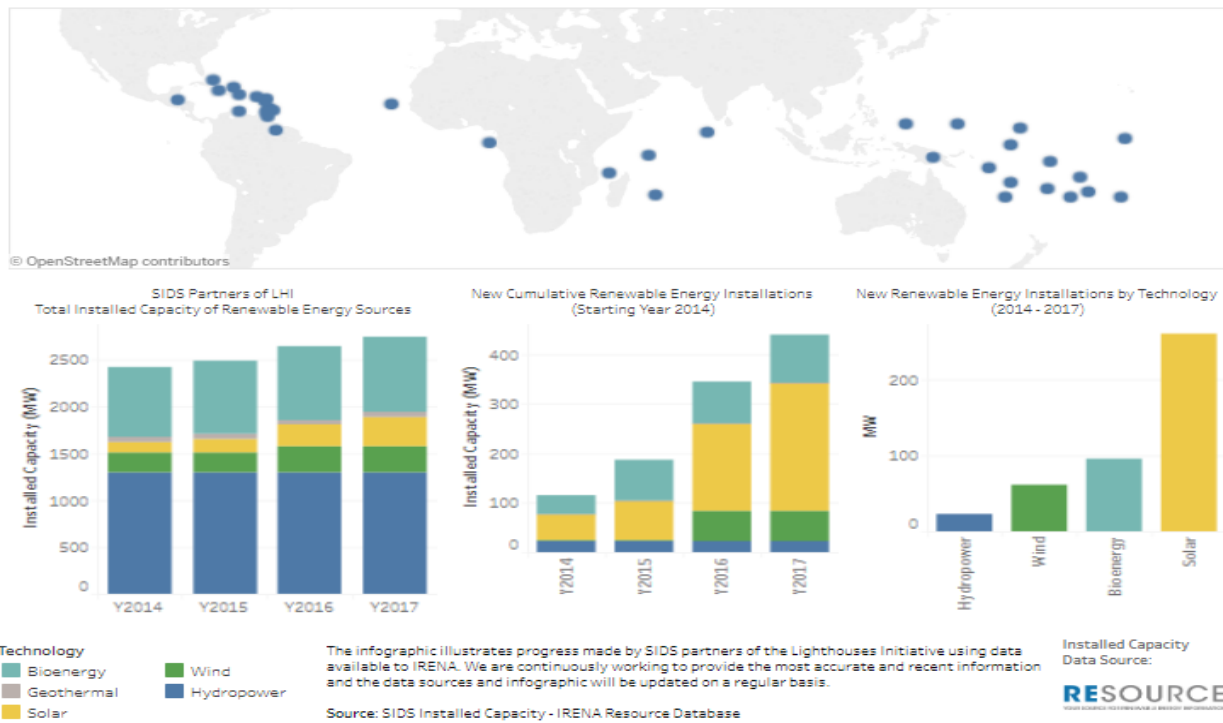 © OpenStreetMap contributors
SIDS Partners of LHI
Total Installed Capacity of Renewable Energy Sources
Installed Capacity (MW)
2500
2000
1500
1000
500
0
Y2014
Y2015
Y2016
Y2017
New Cumulative Renewable Energy Installations
(Starting Year 2014)
Installed Capacity (MW)
400
300
200
100
0
Y2014
Y2015
Y2016
Y2017
New Renewable Energy Installations by Technology
(2014 - 2017)
MW
200
100
0
Hydropower
Wind
Bioenergy
Solar
Technology
Bioenergy
Geothermal
Solar
Wind
Hydropower
The infographic illustrates progress made by SIDS partners of the Lighthouses Initiative using data
available to IRENA. We are continuously working to provide the most accurate and recent information
and the data sources and infographic will be updated on a regular basis.
Source: SIDS Installed Capacity - IRENA Resource Database
Installed Capacity
Data Source:
RESOURCE